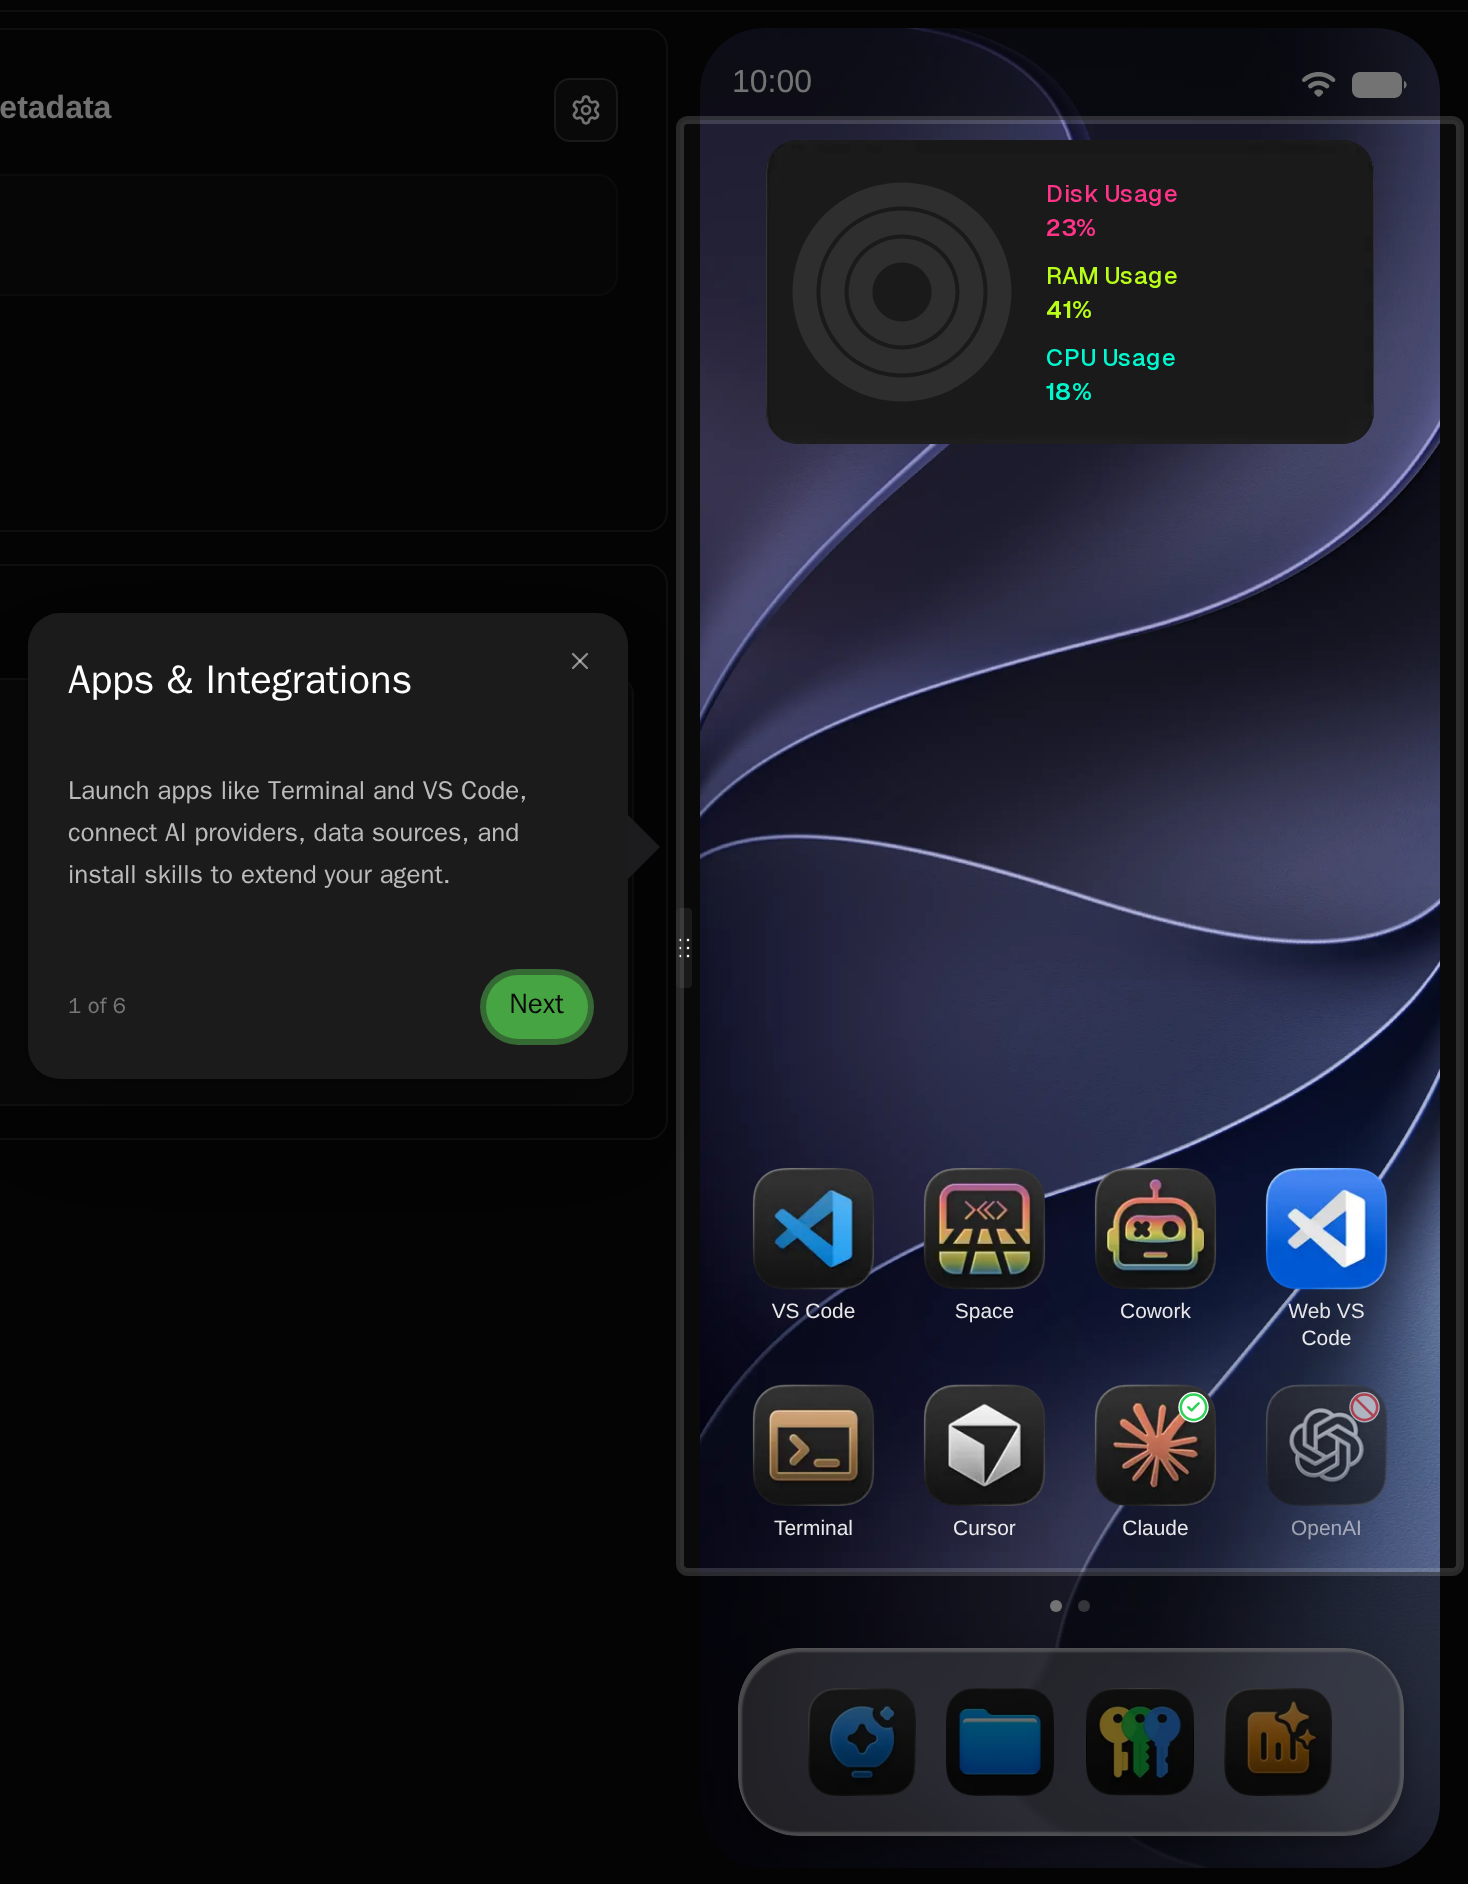 etadata
Apps & Integrations
Launch apps like Terminal and VS Code,
connect AI providers, data sources, and
install skills to extend your agent.
1 of 6
Next
10:00
Disk Usage
23%
RAM Usage
41%
CPU Usage
18%
VS Code
Space
Cowork
Web VS
Code
Terminal
Cursor
Claude
OpenAI